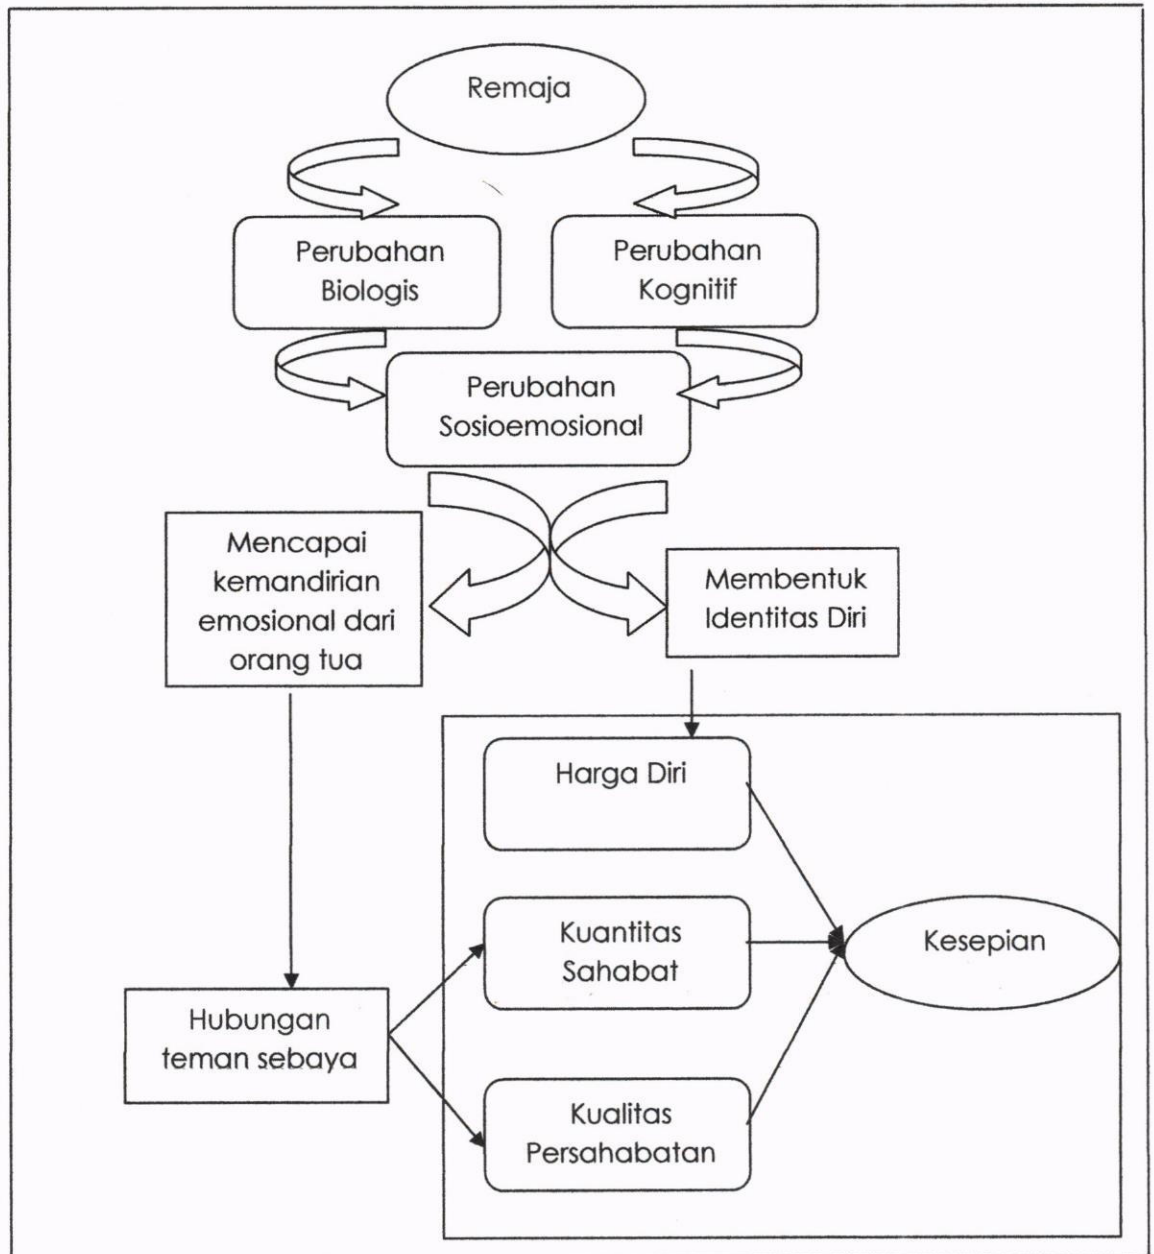 Remaja
Perubahan
Biologis
Perubahan
Kognitif
Perubahan
Sosioemosional
Mencapai
kemandirian
emosional dari
orang tua
Membentuk
Identitas Diri
Harga Diri
Kuantitas
Sahabat
Kesepian
Hubungan
teman sebaya
Kualitas
Persahabatan